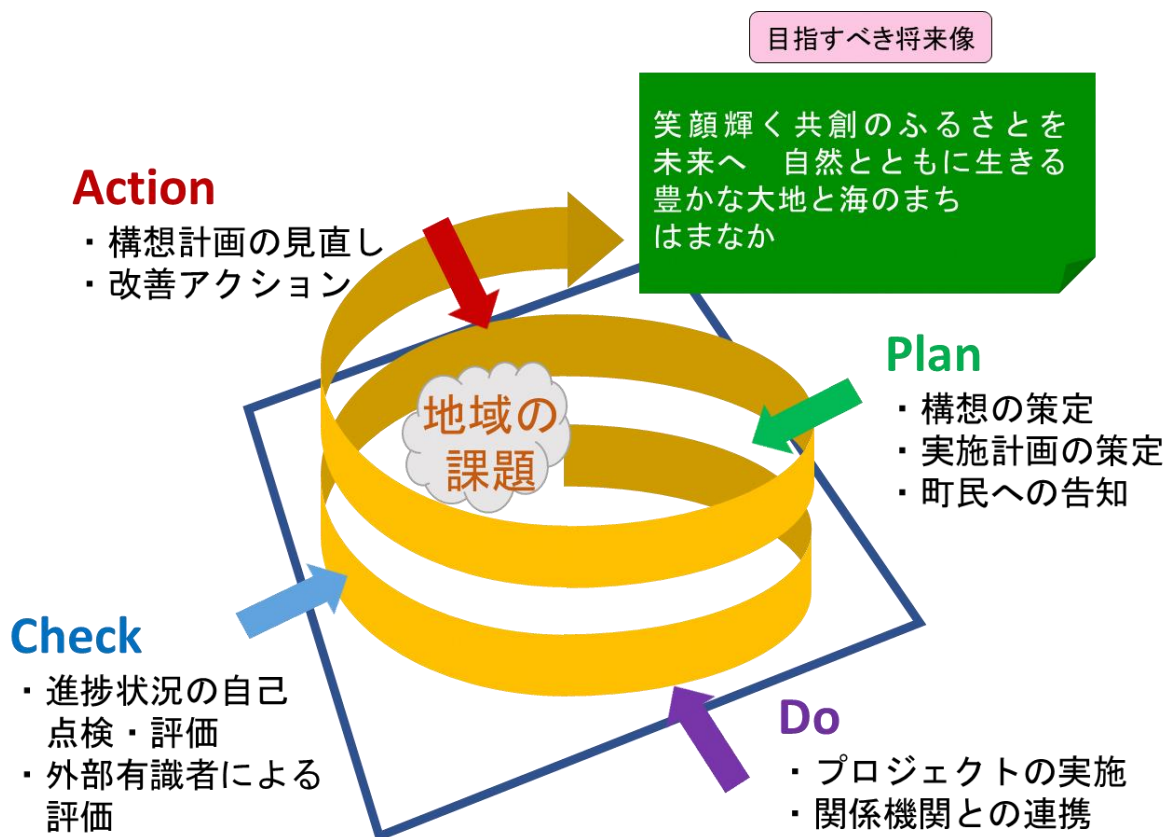 目指すべき将来像
笑顔輝く共創のふるさとを
未来へ　自然とともに生きる
豊かな大地と海のまち
はまなか
Action
・構想計画の見直し
・改善アクション
地域の
課題
Plan
・構想の策定
・実施計画の策定
・町民への告知
Check
・進捗状況の自己
点検・評価
・外部有識者による
評価
Do
・プロジェクトの実施
・関係機関との連携